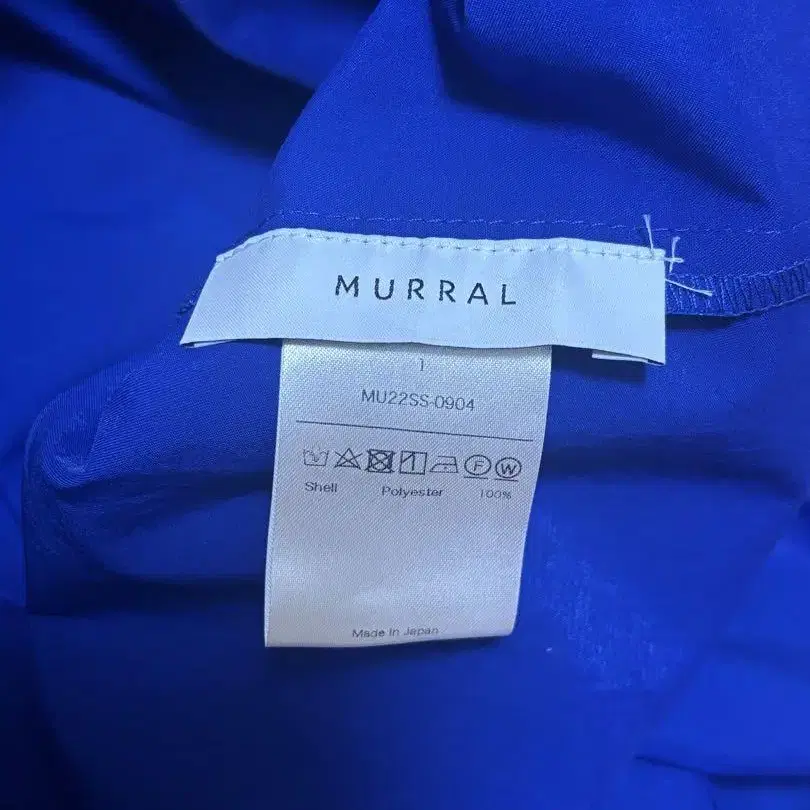 MURRAL
1
MU22SS-0904
F W
Shell Polyester 100%
Made In Japan